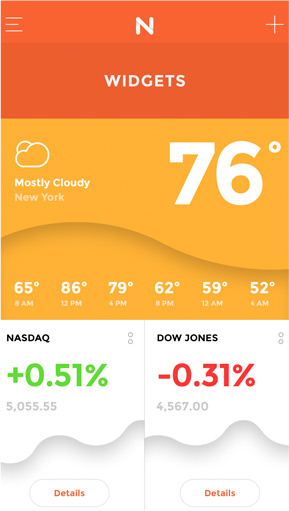 N
WIDGETS
Mostly Cloudy
New York
76°
65° 86° 79° 62° 59° 52°
8 AM 12 PM 4 PM 8 PM 12 AM 4 AM
NASDAQ
+0.51%
5,055.55
Details
DOW JONES
-0.31%
4,567.00
Details